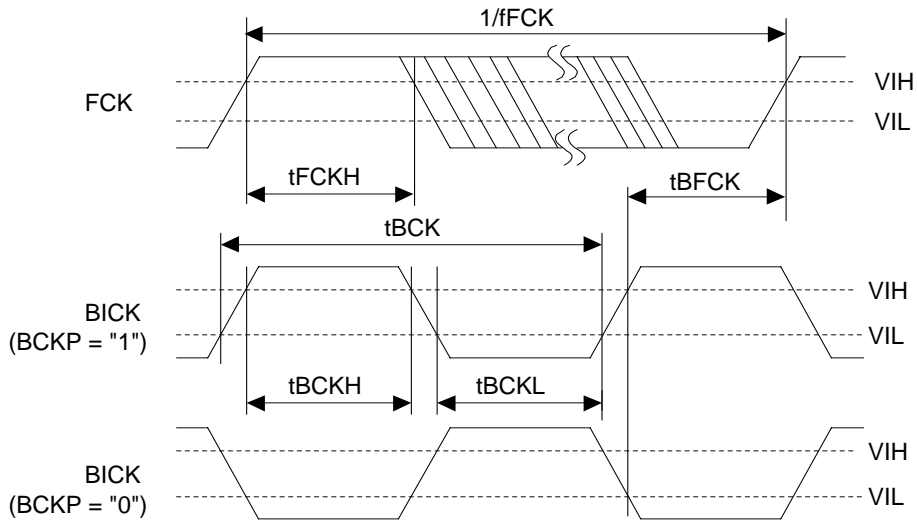 1/fFCK
FCK
VIH
VIL
tFCKH
tBFCK
tBCK
BICK
(BCKP = "1")
VIH
VIL
tBCKH
tBCKL
BICK
(BCKP = "0")
VIH
VIL